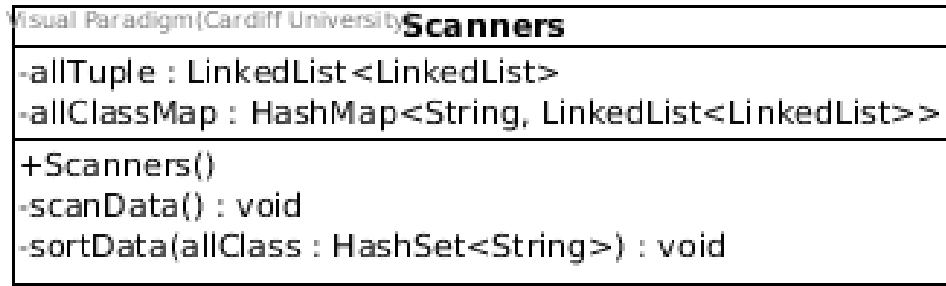 Visual Paradigm(Cardiff University)
Scanners
-allTuple : LinkedList<LinkedList>
-allClassMap : HashMap<String, LinkedList<LinkedList>>
+Scanners()
-scanData() : void
-sortData(allClass : HashSet<String>) : void